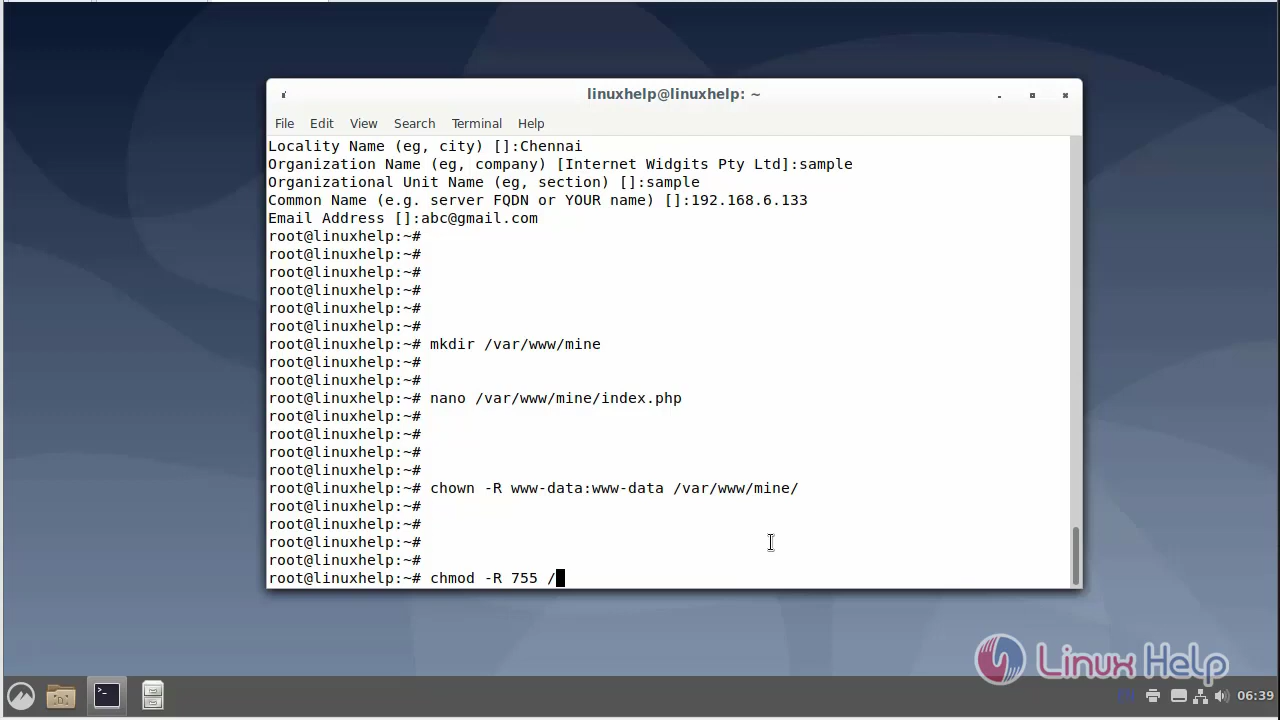 linuxhelp@linuxhelp: ~
File Edit View Search Terminal Help
Locality Name (eg, city) []:Chennai
Organization Name (eg, company) [Internet Widgits Pty Ltd]:sample
Organizational Unit Name (eg, section) []:sample
Common Name (e.g. server FQDN or YOUR name) []:192.168.6.133
Email Address []:abc@gmail.com
root@linuxhelp:~#
root@linuxhelp:~#
root@linuxhelp:~#
root@linuxhelp:~#
root@linuxhelp:~#
root@linuxhelp:~#
root@linuxhelp:~# mkdir /var/www/mine
root@linuxhelp:~#
root@linuxhelp:~#
root@linuxhelp:~# nano /var/www/mine/index.php
root@linuxhelp:~#
root@linuxhelp:~#
root@linuxhelp:~#
root@linuxhelp:~#
root@linuxhelp:~# chown -R www-data:www-data /var/www/mine/
root@linuxhelp:~#
root@linuxhelp:~#
root@linuxhelp:~#
root@linuxhelp:~#
root@linuxhelp:~# chmod -R 755 /
Linux Help
EN 06:39